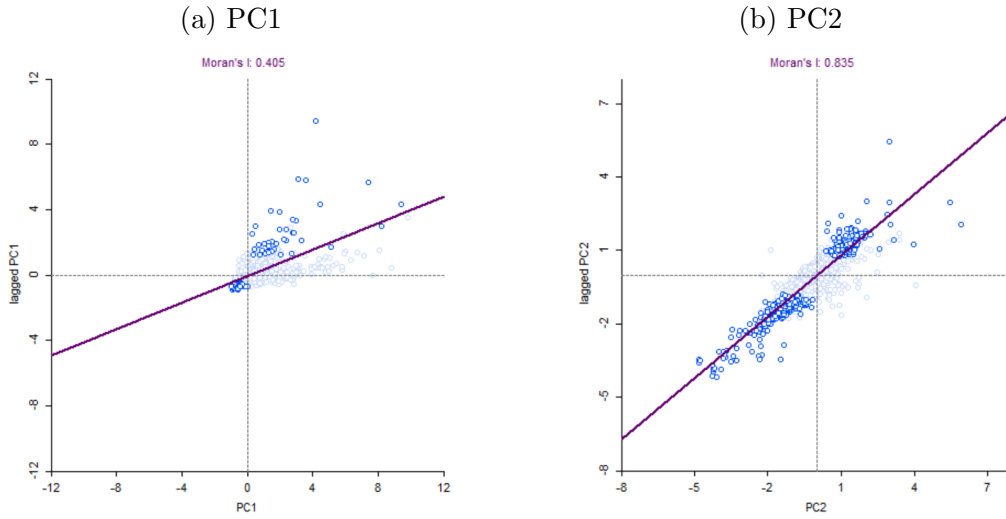 (a) PC1
Moran's I: 0.405
12
8
4
0
-4
-8
-12
lagged PC1
-12 -8 -4 0 4 8 12
PC1
(b) PC2
Moran's I: 0.835
7
4
1
-2
-5
-8
lagged PC2
-8 -5 -2 1 4 7
PC2